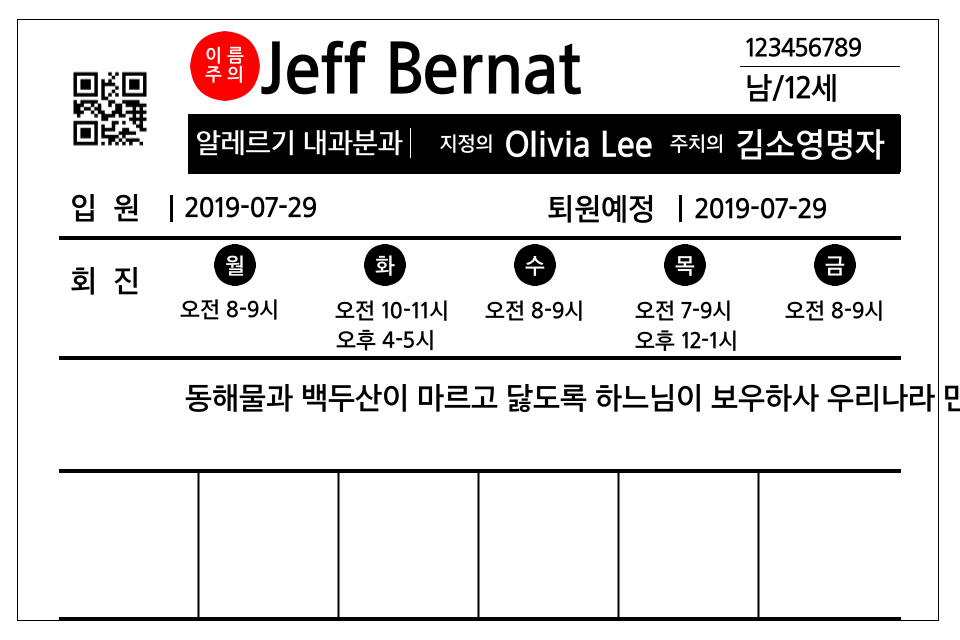 이름
주의
Jeff Bernat
123456789
남/12세
알레르기 내과분과 지정의 Olivia Lee 주치의 김소영명자
입 원 2019-07-29 퇴원예정 2019-07-29
회 진
월 화 수 목 금
오전 8-9시 오전 10-11시 오전 8-9시 오전 7-9시 오전 8-9시
오후 4-5시 오후 12-1시
동해물과 백두산이 마르고 닳도록 하느님이 보우하사 우리나라